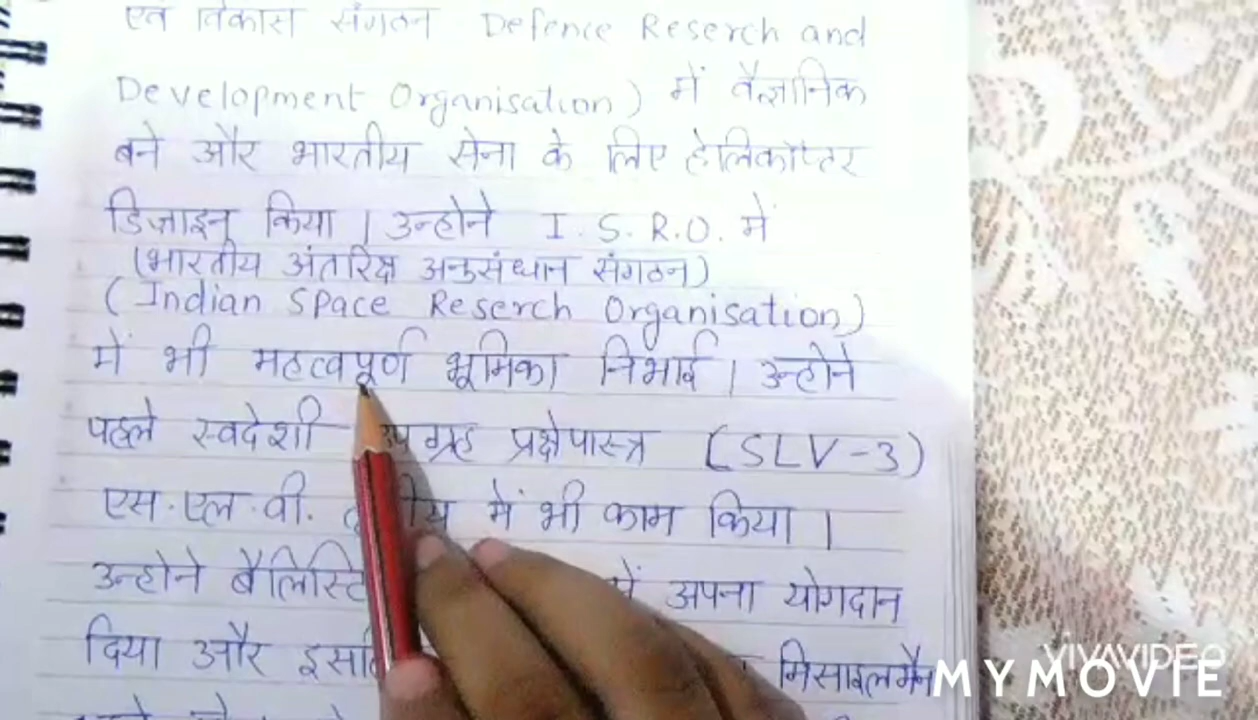 एवं विकास संगठन Defence Reserch and
Development Organisation) में वैज्ञानिक
बने और भारतीय सेना के लिए हेलिकॉप्टर
डिजाइन किया । उन्होने I.S.R.O. में
(भारतीय अंतरिक्ष अनुसंधान संगठन)
(Indian Space Reserch Organisation)
में भी महत्वपूर्ण भूमिका निभाई । उन्होने
पहले स्वदेशी उपग्रह प्रक्षेपास्त्र (SLV-3)
एस.एल.वी. में भी काम किया ।
उन्होने में अपना योगदान
दिया और मिसाइलमैन
VIVAVIDEO
MYMOVIE